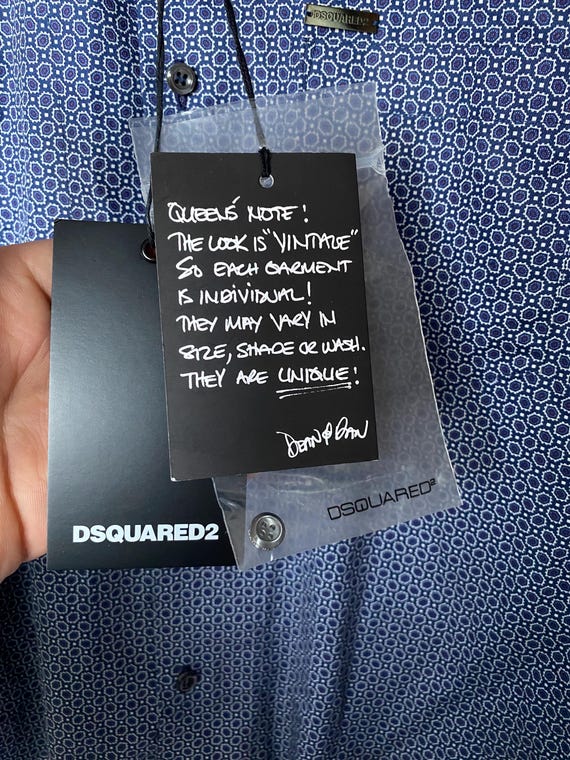 DSQUARED2
QUEENS' NOTE!
THE LOOK IS "VINTAGE"
SO EACH GARMENT
IS INDIVIDUAL!
THEY MAY VARY IN
SIZE, SHADE OR WASH.
THEY ARE UNIQUE!
DEAN & DAN
DSQUARED2
DSQUARED²